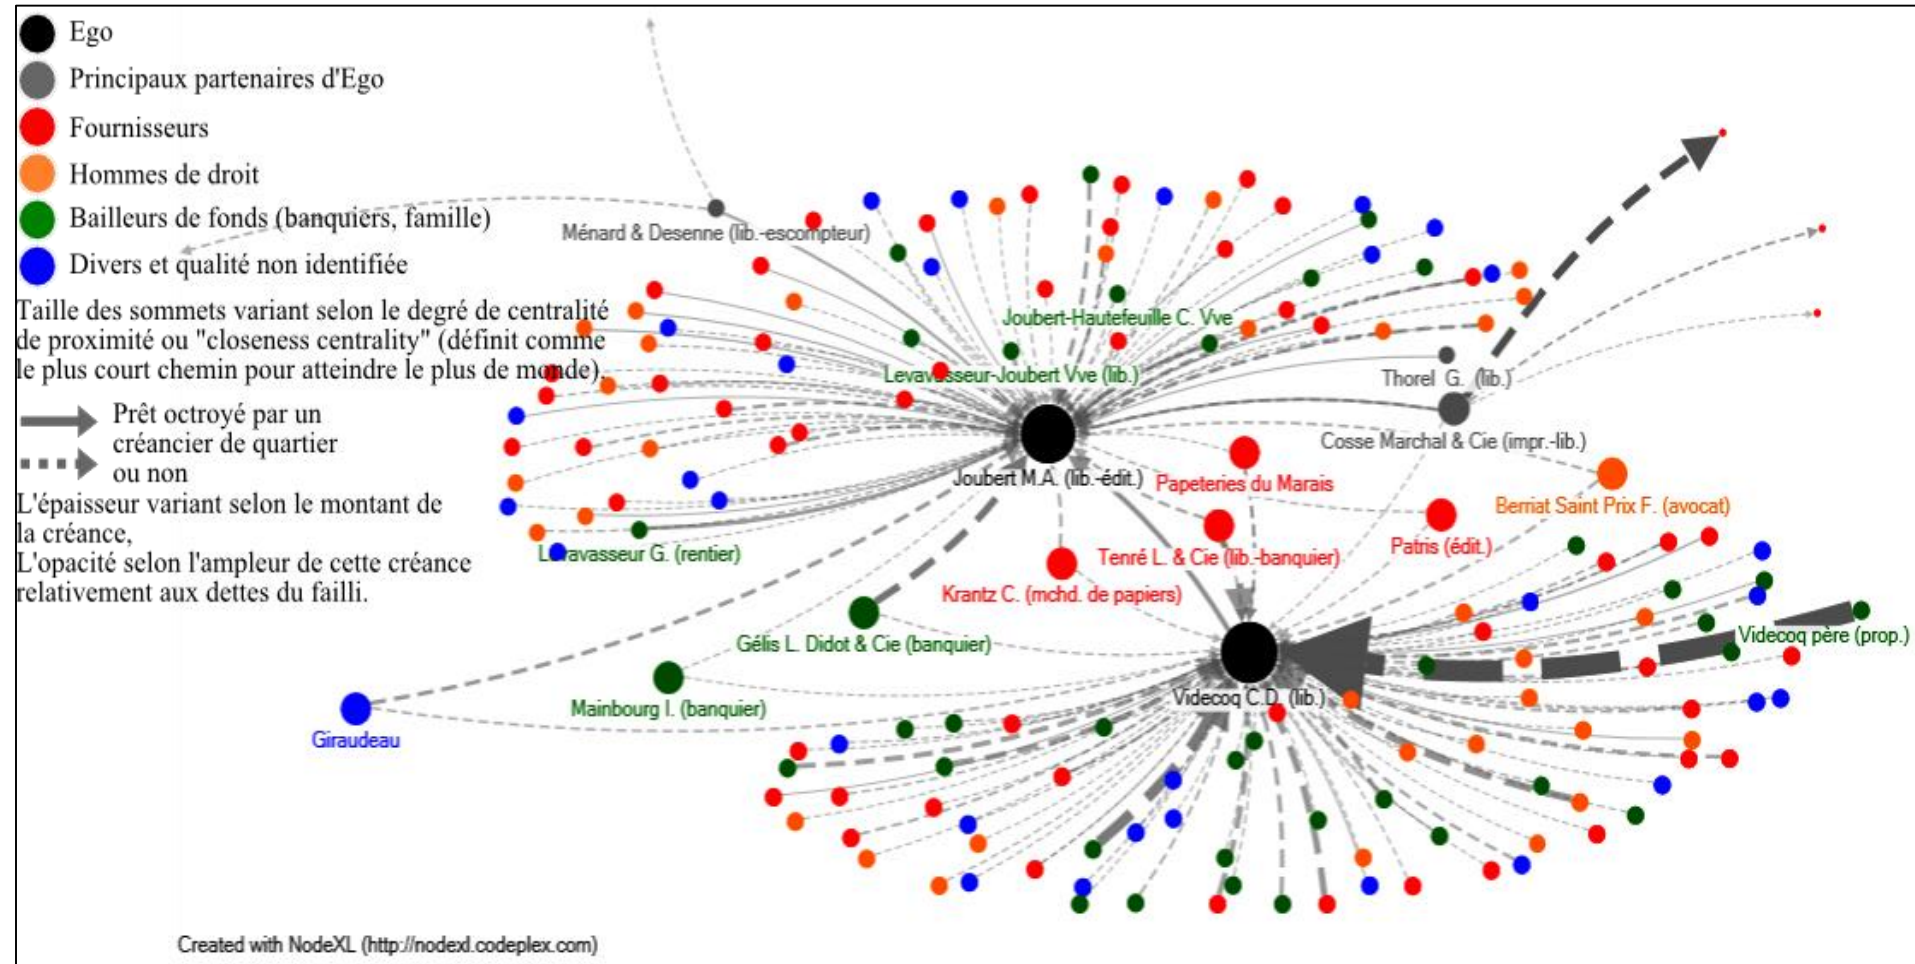 Ego
Principaux partenaires d'Ego
Fournisseurs
Hommes de droit
Bailleurs de fonds (banquiers, famille)
Divers et qualité non identifiée
Taille des sommets variant selon le degré de centralité
de proximité ou "closeness centrality" (définit comme
le plus court chemin pour atteindre le plus de monde).
Prêt octroyé par un
créancier de quartier
ou non
L'épaisseur variant selon le montant de
la créance,
L'opacité selon l'ampleur de cette créance
relativement aux dettes du failli.
Ménard & Desenne (lib.-escompteur)
Joubert-Hautefeuille C. Vve
Levavasseur-Joubert Vve (lib.)
Thorel G. (lib.)
Cosse Marchal & Cie (impr.-lib.)
Joubert M.A. (lib.-édit.)
Papeteries du Marais
Berriat Saint Prix F. (avocat)
Patris (édit.)
Tenré L. & Cie (lib.-banquier)
Levavasseur G. (rentier)
Krantz C. (mchd. de papiers)
Gélis L. Didot & Cie (banquier)
Videcoq père (prop.)
Videcoq C.D. (lib.)
Mainbourg I. (banquier)
Giraudeau
Created with NodeXL (http://nodexl.codeplex.com)